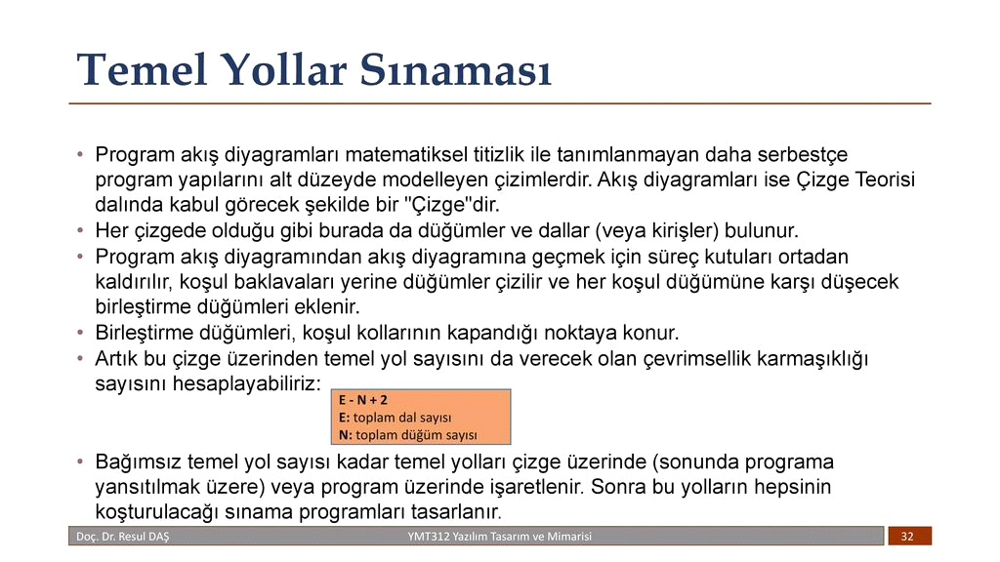 Temel Yollar Sınaması
• Program akış diyagramları matematiksel titizlik ile tanımlanmayan daha serbestçe
program yapılarını alt düzeyde modelleyen çizimlerdir. Akış diyagramları ise Çizge Teorisi
dalında kabul görecek şekilde bir "Çizge"dir.
• Her çizgede olduğu gibi burada da düğümler ve dallar (veya kirişler) bulunur.
• Program akış diyagramından akış diyagramına geçmek için süreç kutuları ortadan
kaldırılır, koşul baklavaları yerine düğümler çizilir ve her koşul düğümüne karşı düşecek
birleştirme düğümleri eklenir.
• Birleştirme düğümleri, koşul kollarının kapandığı noktaya konur.
• Artık bu çizge üzerinden temel yol sayısını da verecek olan çevrimsellik karmaşıklığı
sayısını hesaplayabiliriz:
E - N + 2
E: toplam dal sayısı
N: toplam düğüm sayısı
• Bağımsız temel yol sayısı kadar temel yolları çizge üzerinde (sonunda programa
yansıtılmak üzere) veya program üzerinde işaretlenir. Sonra bu yolların hepsinin
koşturulacağı sınama programları tasarlanır.
Doç. Dr. Resul DAŞ
YMT312 Yazılım Tasarım ve Mimarisi
32